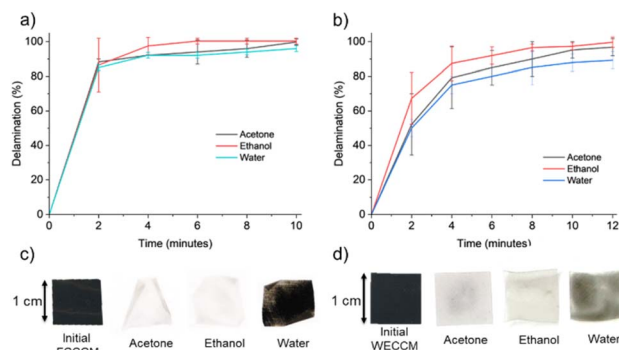 a)
b)
100
80
60
40
20
0
Delamination (%)
Acetone
Ethanol
Water
0 2 4 6 8 10
Time (minutes)
100
80
60
40
20
0
Delamination (%)
Acetone
Ethanol
Water
0 2 4 6 8 10 12
Time (minutes)
c)
1 cm
Initial
Acetone
Ethanol
Water
d)
1 cm
Initial
WECCM
Acetone
Ethanol
Water